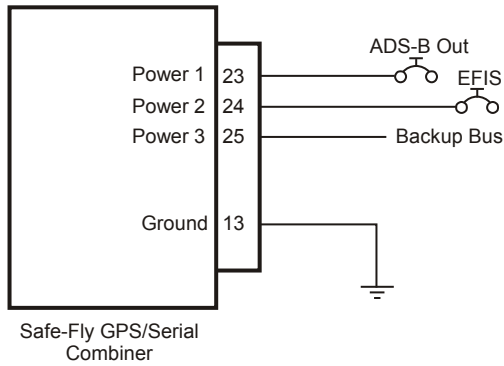 ADS-B Out
EFIS
Power 1 23
Power 2 24
Power 3 25 Backup Bus
Ground 13
Safe-Fly GPS/Serial
Combiner